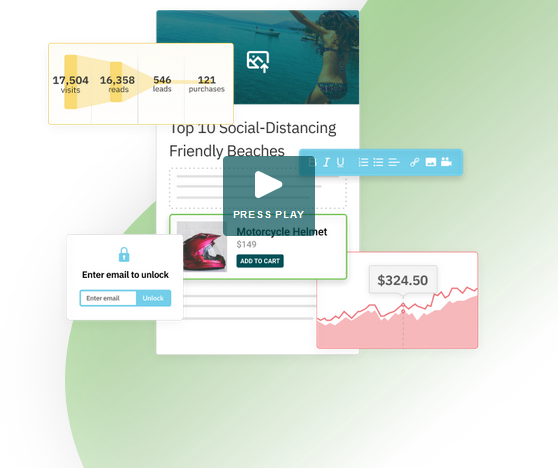 17,504
visits
16,358
reads
546
leads
121
purchases
Top 10 Social-Distancing
Friendly Beaches
I U
PRESS PLAY
Motorcycle Helmet
$149
ADD TO CART
Enter email to unlock
Enter email
Unlock
$324.50